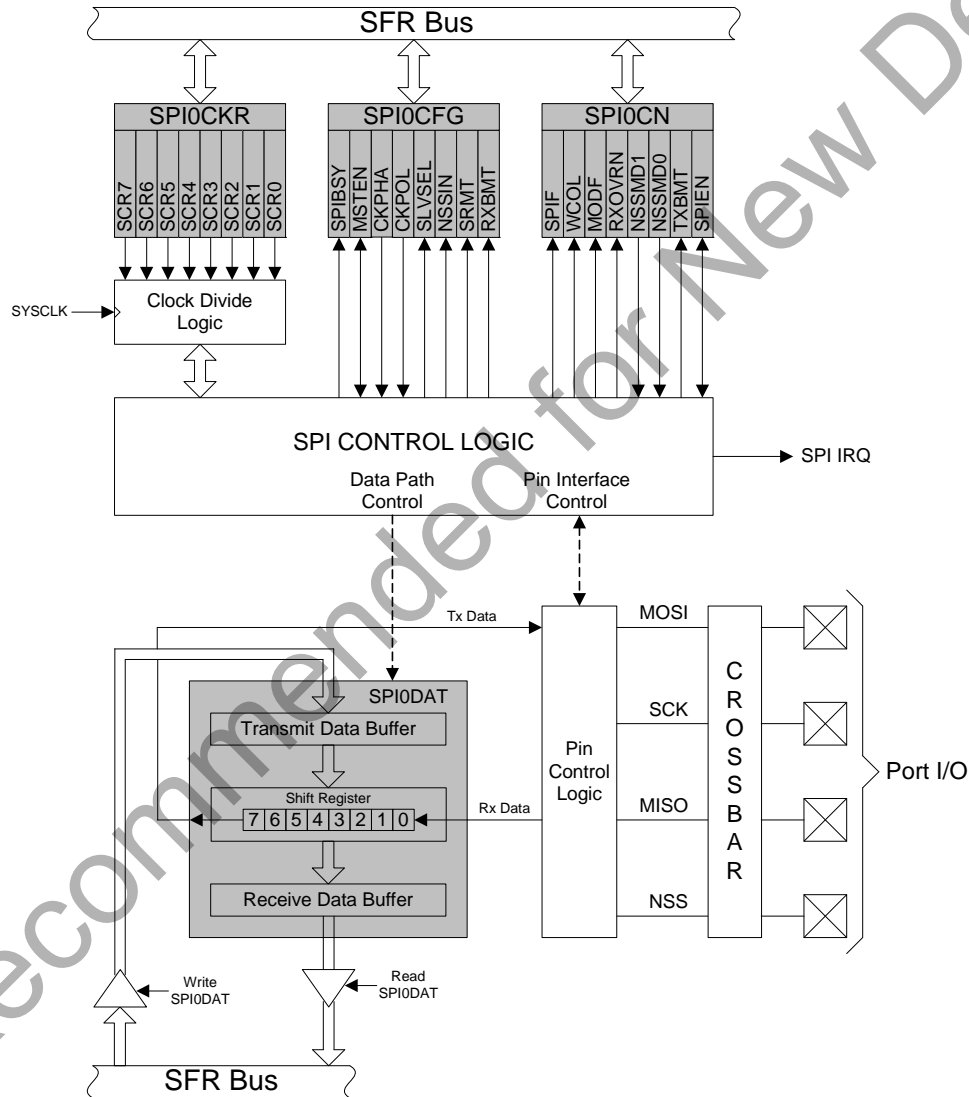 SFR Bus
SPI0CKR
SCR7
SCR6
SCR5
SCR4
SCR3
SCR2
SCR1
SCR0
SPI0CFG
SPIBSY
MSTEN
CKPHA
CKPOL
SLVSEL
NSSIN
SRMT
RXBMT
SPI0CN
SPIF
WCOL
MODF
RXOVRN
NSSMD1
NSSMD0
TXBMT
SPIEN
SYSCLK
Clock Divide
Logic
SPI CONTROL LOGIC
Data Path
Control
Pin Interface
Control
SPI IRQ
Tx Data
SPI0DAT
Transmit Data Buffer
Shift Register
7 6 5 4 3 2 1 0
Rx Data
Receive Data Buffer
Pin
Control
Logic
MOSI
SCK
MISO
NSS
CROSSBAR
Port I/O
Write
SPI0DAT
Read
SPI0DAT
SFR Bus
Recommended for New De